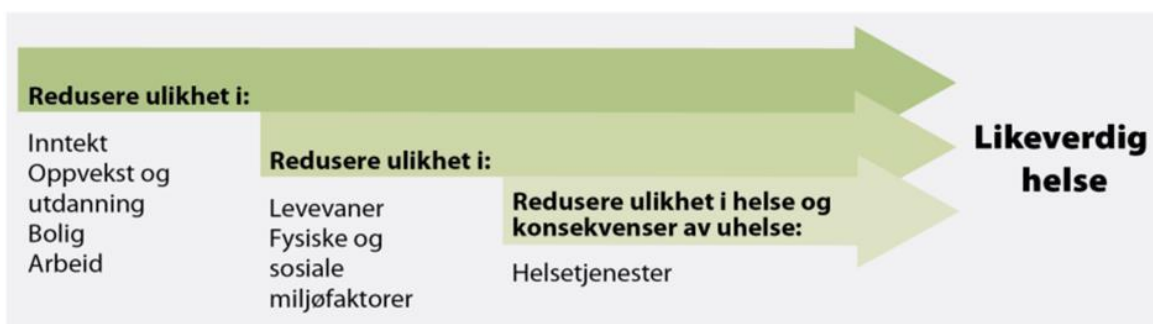 Redusere ulikhet i:
Inntekt
Oppvekst og
utdanning
Bolig
Arbeid
Redusere ulikhet i:
Levevaner
Fysiske og
sosiale
miljøfaktorer
Redusere ulikhet i helse og
konsekvenser av uhelse:
Helsetjenester
Likeverdig
helse